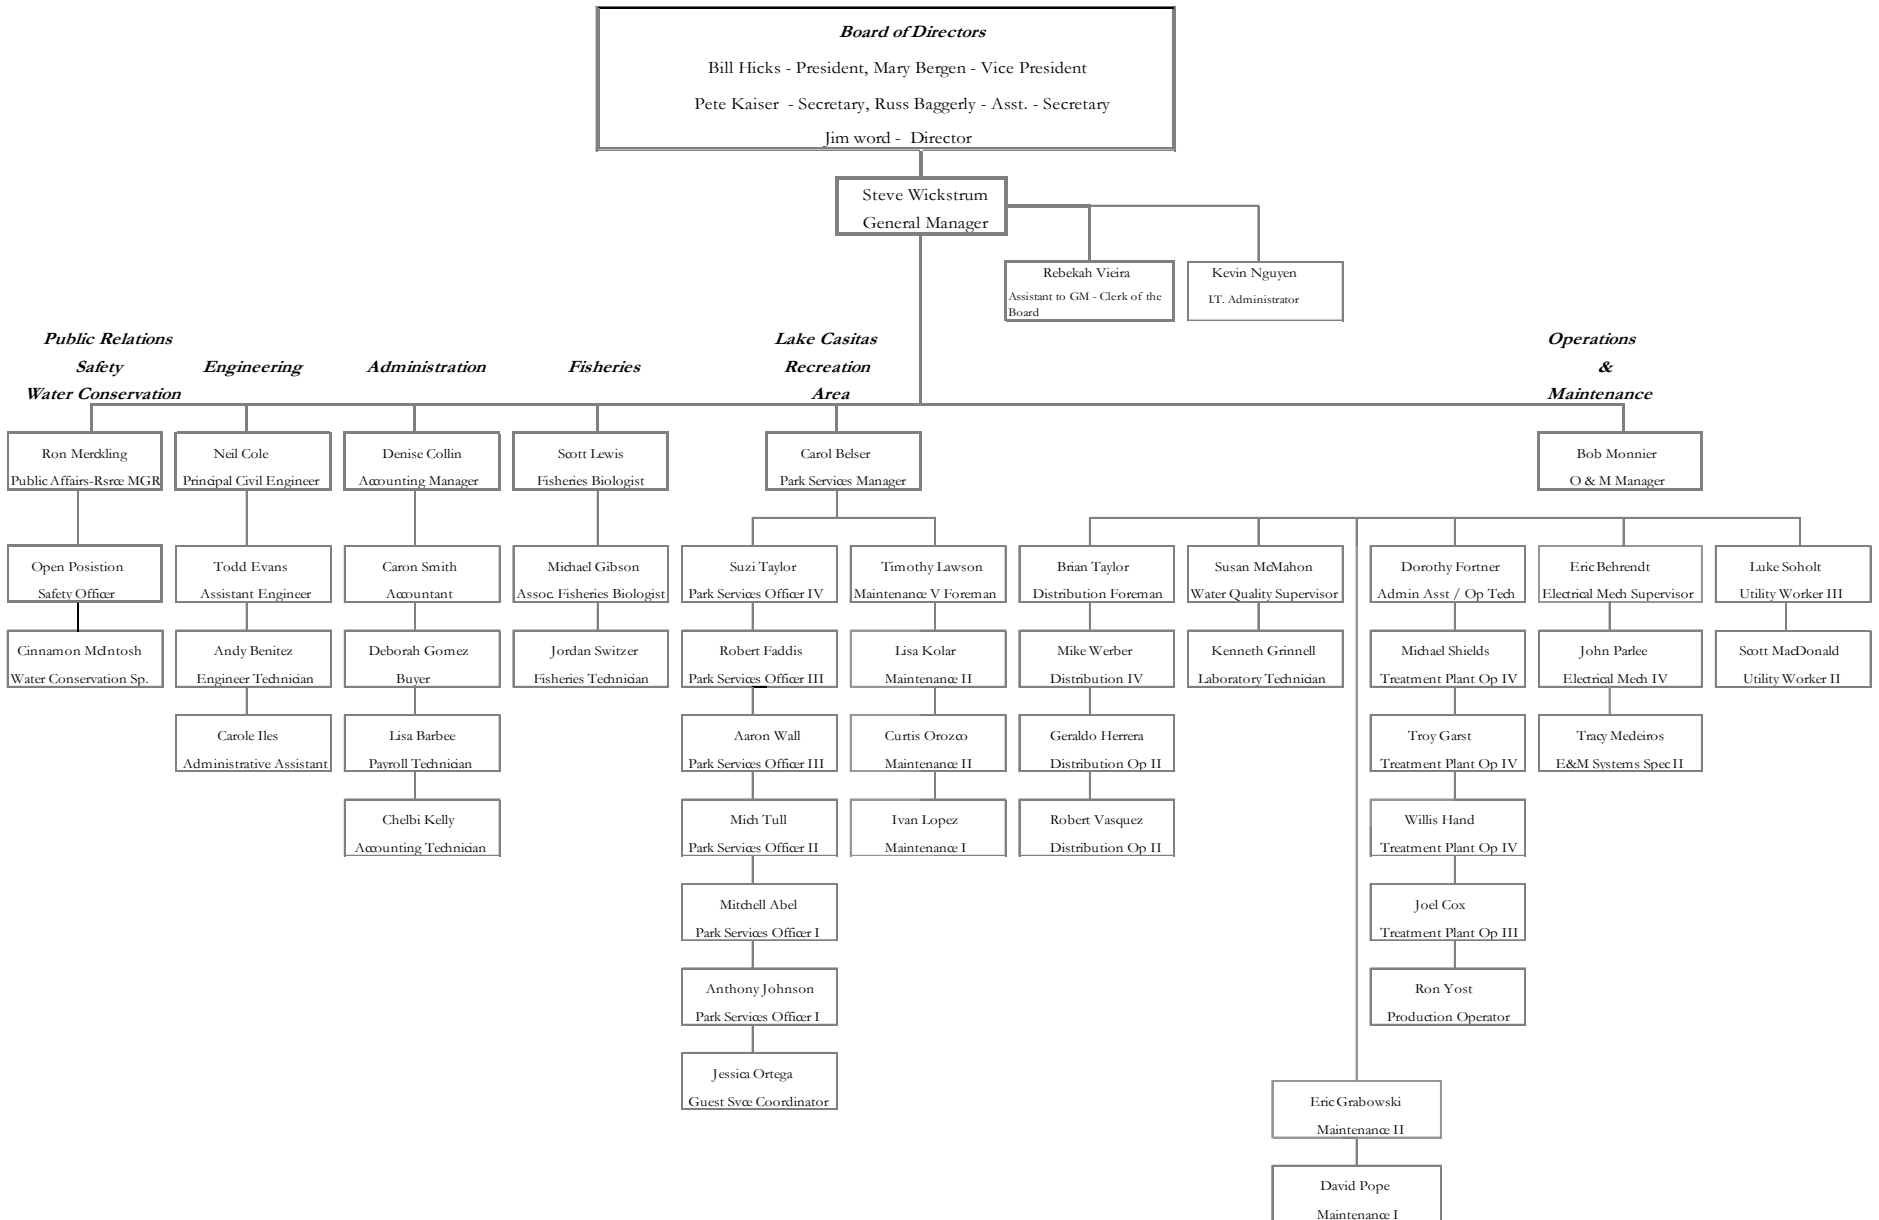 Board of Directors
Bill Hicks - President, Mary Bergen - Vice President
Pete Kaiser - Secretary, Russ Baggerly - Asst. - Secretary
Jim word - Director
Steve Wickstrum
General Manager
Rebekah Vieira
Assistant to GM - Clerk of the
Board
Kevin Nguyen
I.T. Administrator
Public Relations
Safety
Water Conservation
Engineering
Administration
Fisheries
Lake Casitas
Recreation
Area
Operations
&
Maintenance
Ron Merckling
Public Affairs-Rsrce MGR
Neil Cole
Principal Civil Engineer
Denise Collin
Accounting Manager
Scott Lewis
Fisheries Biologist
Carol Belser
Park Services Manager
Bob Monnier
O & M Manager
Open Posistion
Safety Officer
Todd Evans
Assistant Engineer
Caron Smith
Accountant
Michael Gibson
Assoc. Fisheries Biologist
Suzi Taylor
Park Services Officer IV
Timothy Lawson
Maintenance V Foreman
Brian Taylor
Distribution Foreman
Susan McMahon
Water Quality Supervisor
Dorothy Fortner
Admin Asst / Op Tech
Eric Behrendt
Electrical Mech Supervisor
Luke Soholt
Utility Worker III
Cinnamon McIntosh
Water Conservation Sp.
Andy Benitez
Engineer Technician
Deborah Gomez
Buyer
Jordan Switzer
Fisheries Technician
Robert Faddis
Park Services Officer III
Lisa Kolar
Maintenance II
Mike Werber
Distribution IV
Kenneth Grinnell
Laboratory Technician
Michael Shields
Treatment Plant Op IV
John Parlee
Electrical Mech IV
Scott MacDonald
Utility Worker II
Carole Iles
Administrative Assistant
Lisa Barbee
Payroll Technician
Aaron Wall
Park Services Officer III
Curtis Orozco
Maintenance II
Geraldo Herrera
Distribution Op II
Troy Garst
Treatment Plant Op IV
Tracy Medeiros
E&M Systems Spec II
Chelbi Kelly
Accounting Technician
Mich Tull
Park Services Officer II
Ivan Lopez
Maintenance I
Robert Vasquez
Distribution Op II
Willis Hand
Treatment Plant Op IV
Mitchell Abel
Park Services Officer I
Joel Cox
Treatment Plant Op III
Anthony Johnson
Park Services Officer I
Ron Yost
Production Operator
Jessica Ortega
Guest Svce Coordinator
Eric Grabowski
Maintenance II
David Pope
Maintenance I